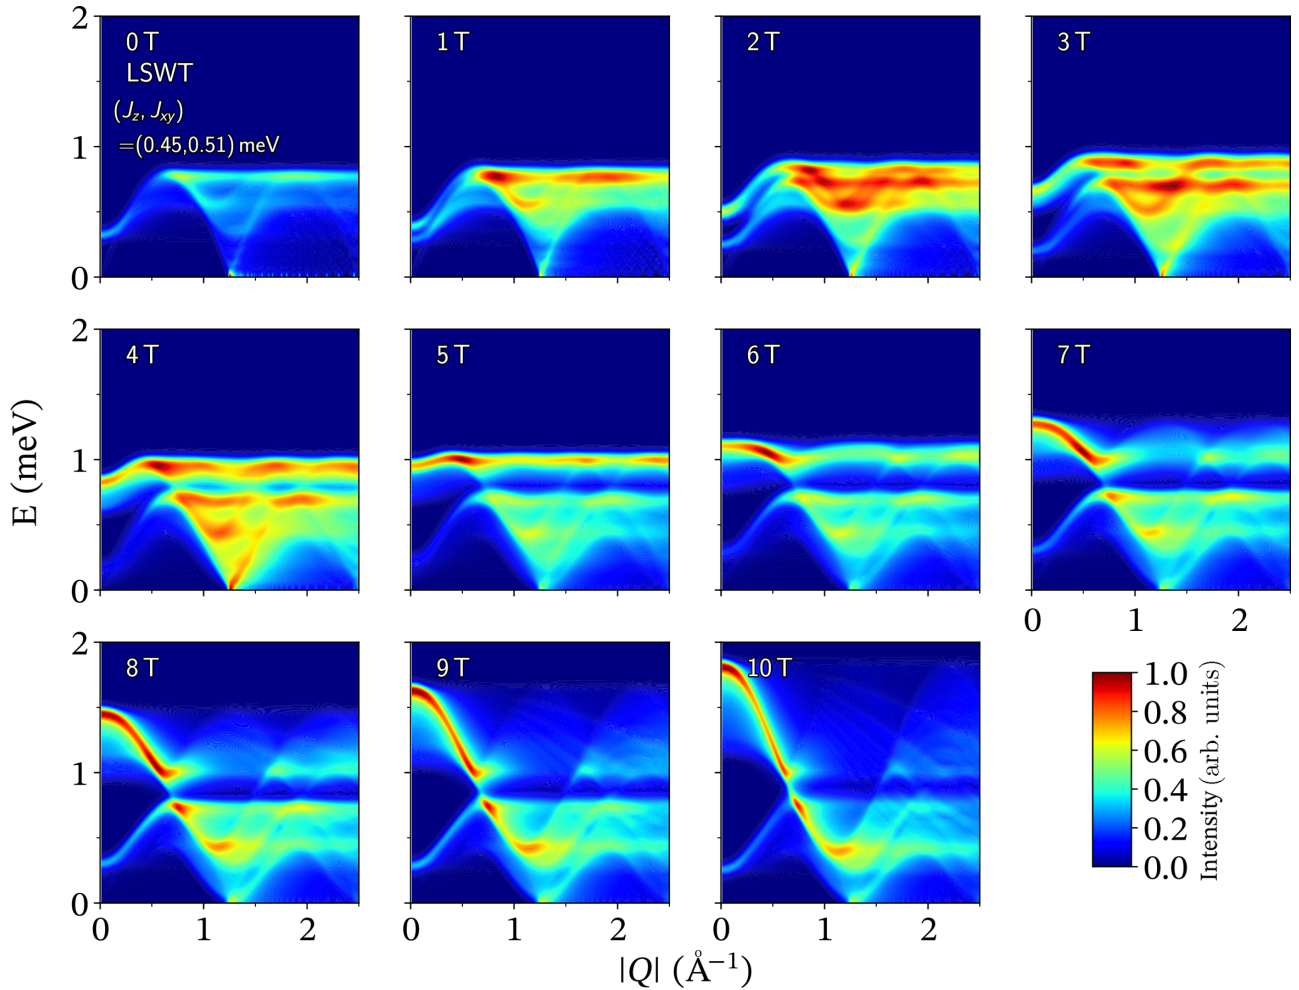 2
0 T
1 T
2 T
3 T
LSWT
(J_z, J_xy)
1
=(0.45,0.51) meV
0
2
4 T
5 T
6 T
7 T
E (meV)
1
0
0
1
2
2
8 T
9 T
10 T
1.0
0.8
1
0.6
0.4
0.2
0
0.0
Intensity (arb. units)
0
1
2
0
1
2
0
1
2
|Q| (Å⁻¹)